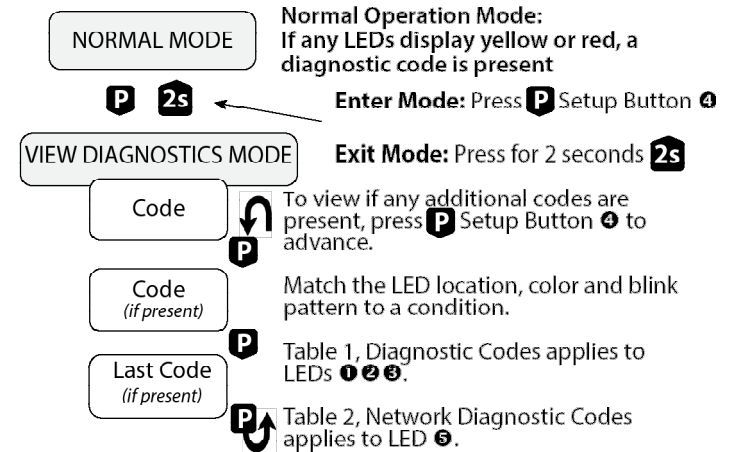 NORMAL MODE
Normal Operation Mode:
If any LEDs display yellow or red, a
diagnostic code is present
P 2s
Enter Mode: Press P Setup Button ❹
VIEW DIAGNOSTICS MODE
Exit Mode: Press for 2 seconds 2s
Code
To view if any additional codes are
present, press P Setup Button ❹ to
advance.
P
Code
(if present)
Match the LED location, color and blink
pattern to a condition.
P
Last Code
(if present)
Table 1, Diagnostic Codes applies to
LEDs ❶❷❸.
P
Table 2, Network Diagnostic Codes
applies to LED ❺.